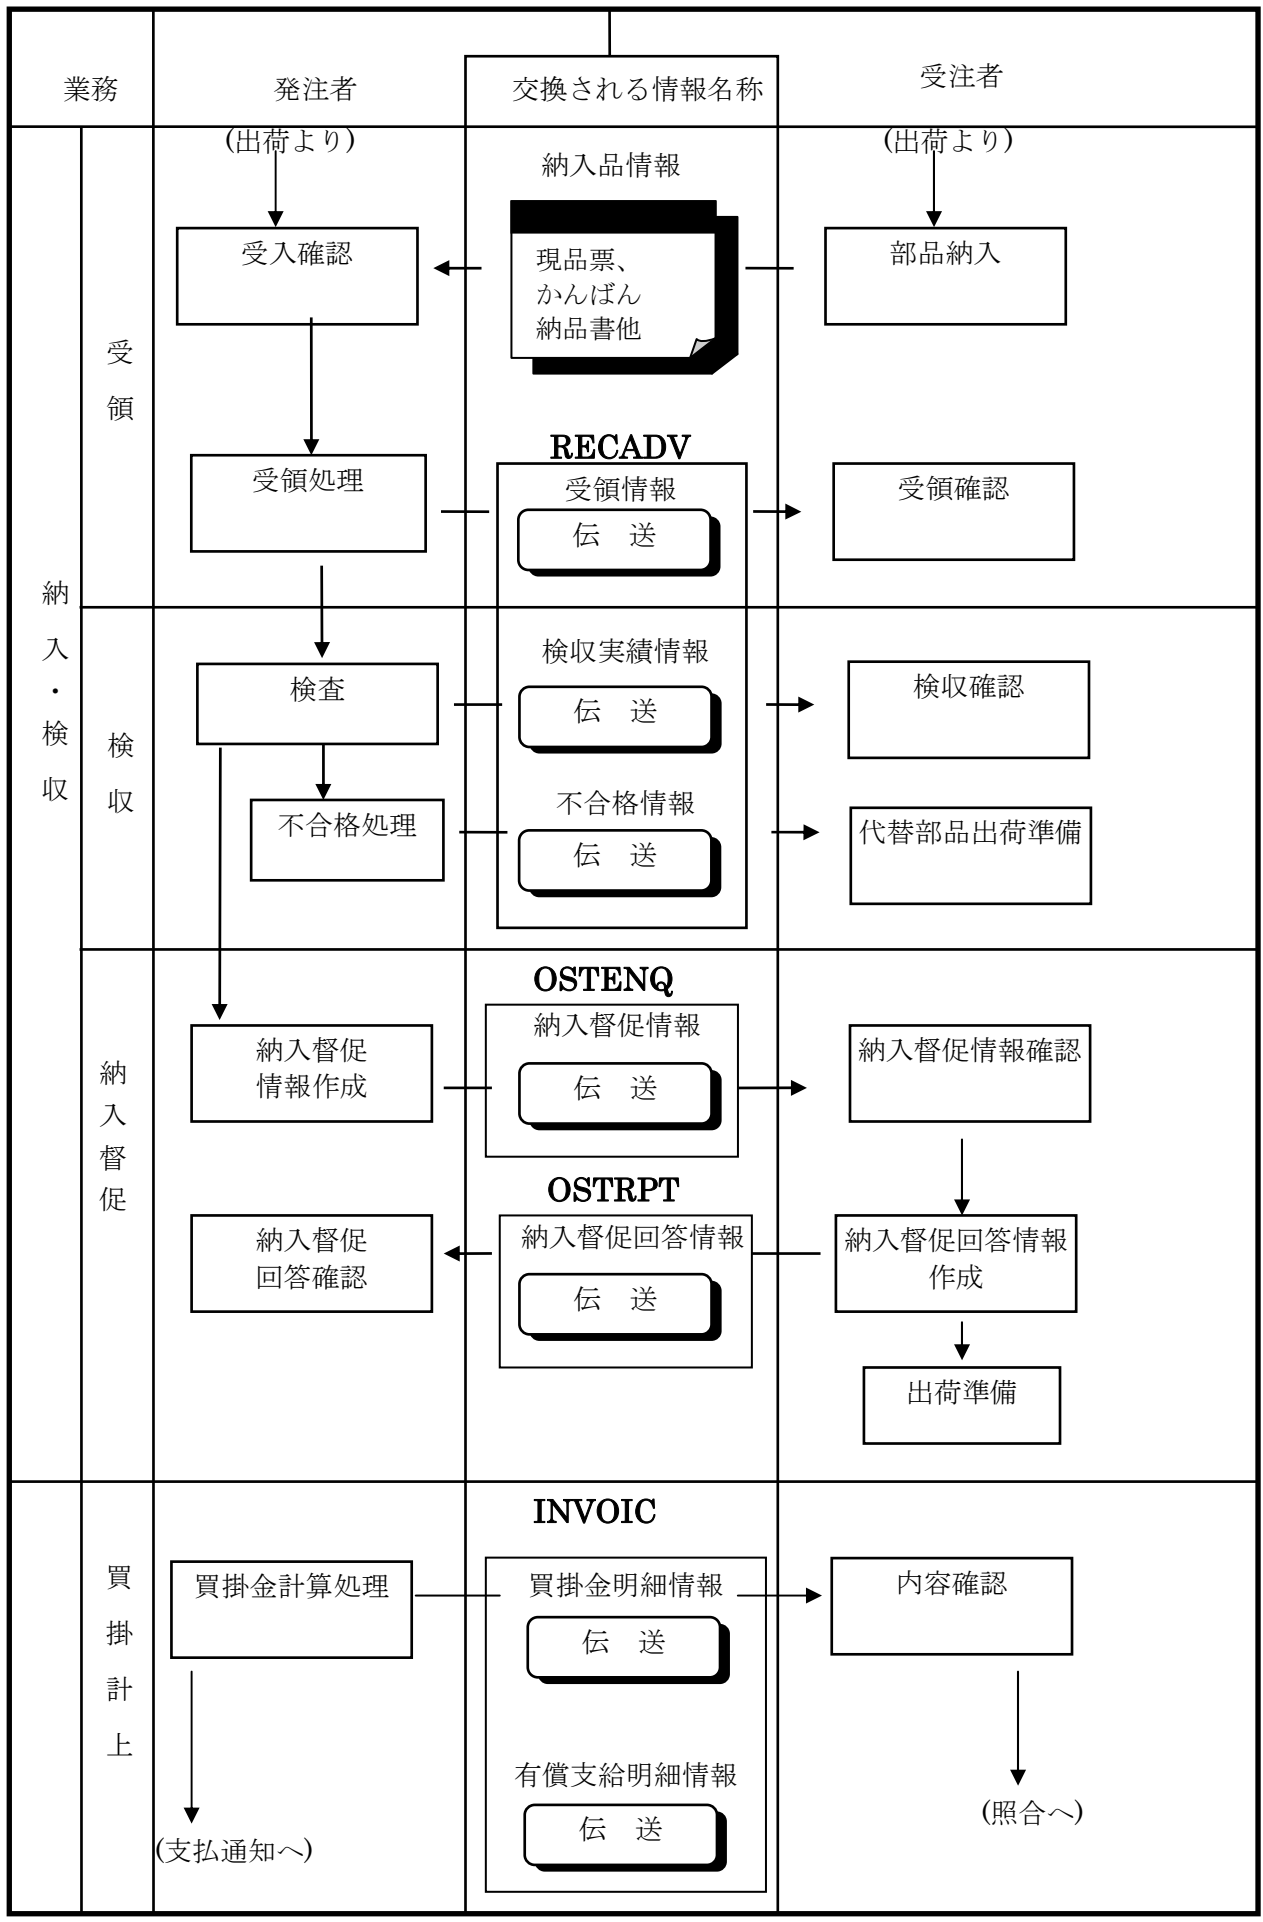 業務
発注者
交換される情報名称
受注者
(出荷より)
(出荷より)
納入品情報
受入確認
現品票、
かんばん
納品書他
部品納入
受領
RECADV
受領処理
受領情報
伝　送
受領確認
納入・検収
検収
検査
検収実績情報
伝　送
検収確認
不合格処理
不合格情報
伝　送
代替部品出荷準備
納入督促
OSTENQ
納入督促
情報作成
納入督促情報
伝　送
納入督促情報確認
OSTRPT
納入督促
回答確認
納入督促回答情報
伝　送
納入督促回答情報
作成
出荷準備
買掛計上
INVOIC
買掛金計算処理
買掛金明細情報
伝　送
内容確認
有償支給明細情報
伝　送
(支払通知へ)
(照合へ)